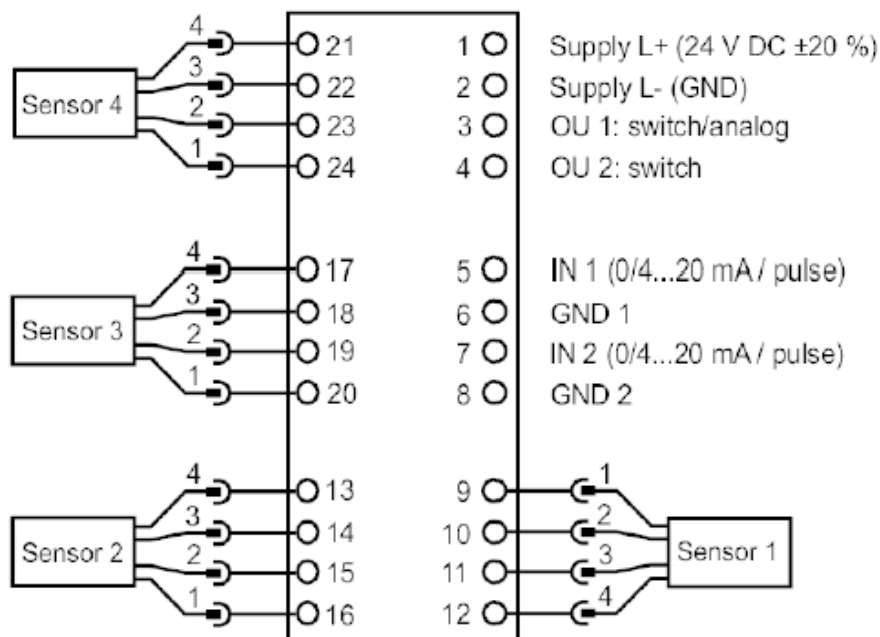 4 21 1 Supply L+ (24 V DC ±20 %)
3 22 2 Supply L- (GND)
Sensor 4
2 23 3 OU 1: switch/analog
1 24 4 OU 2: switch
4 17 5 IN 1 (0/4...20 mA / pulse)
3 18 6 GND 1
Sensor 3
2 19 7 IN 2 (0/4...20 mA / pulse)
1 20 8 GND 2
4 13 9 1
3 14 10 2
Sensor 2 Sensor 1
2 15 11 3
1 16 12 4